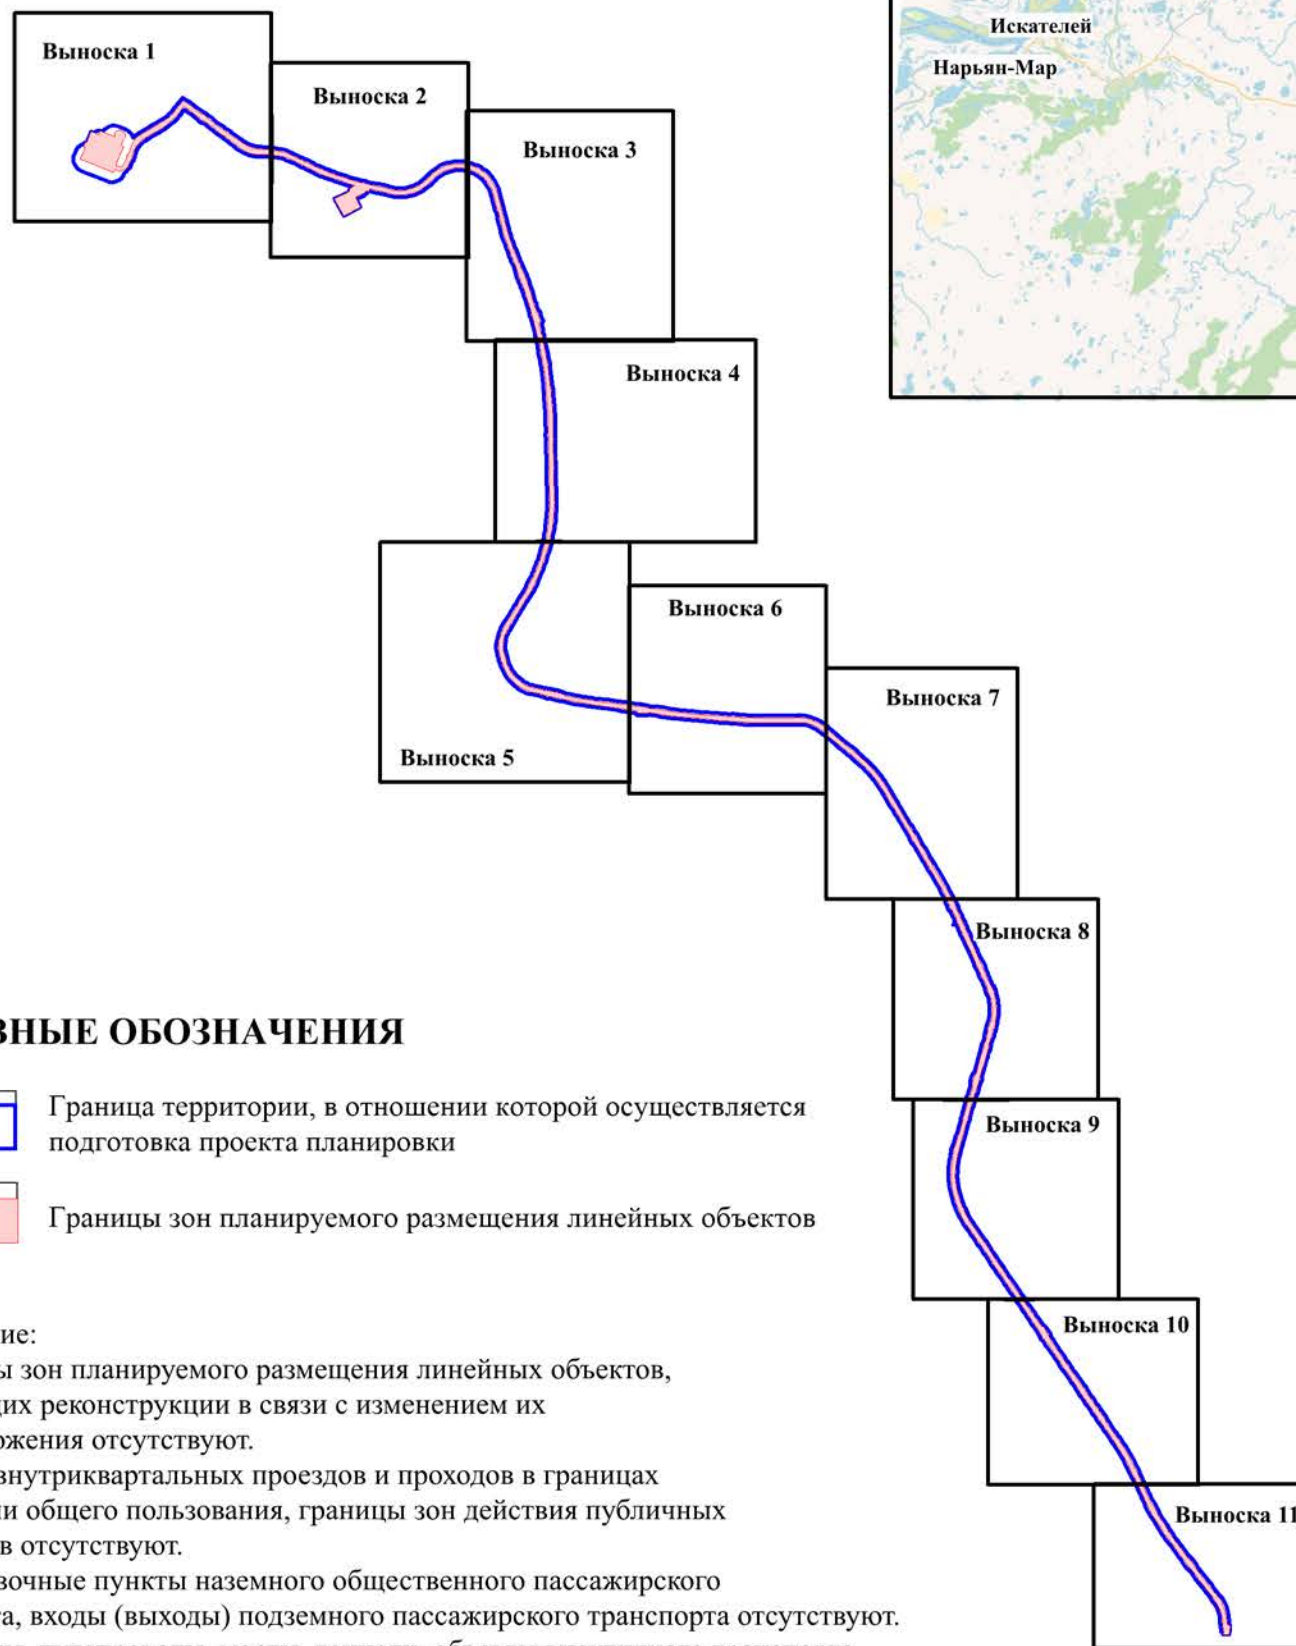 Выноска 1
Выноска 2
Выноска 3
Искателей
Нарьян-Мар
Выноска 4
Выноска 5
Выноска 6
Выноска 7
Выноска 8
Выноска 9
Выноска 10
Выноска 11
ВНЫЕ ОБОЗНАЧЕНИЯ
Граница территории, в отношении которой осуществляется
подготовка проекта планировки
Границы зон планируемого размещения линейных объектов
ие:
ы зон планируемого размещения линейных объектов,
их реконструкции в связи с изменением их
ожения отсутствуют.
внутриквартальных проездов и проходов в границах
и общего пользования, границы зон действия публичных
в отсутствуют.
вочные пункты наземного общественного пассажирского
та, входы (выходы) подземного пассажирского транспорта отсутствуют.